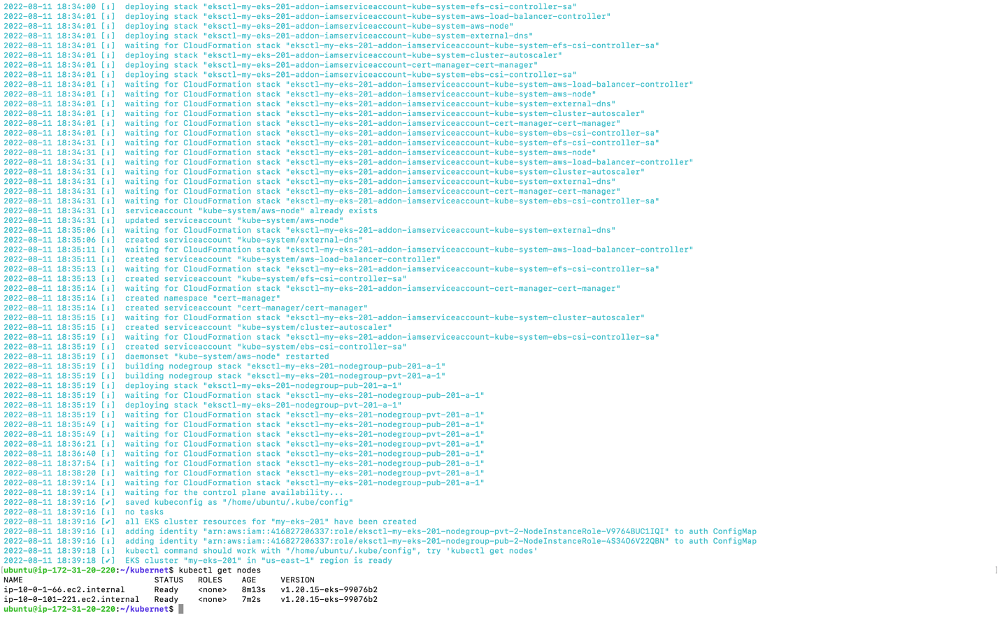 2022-08-11 18:34:00 [ℹ]  deploying stack "eksctl-my-eks-201-addon-iamserviceaccount-kube-system-efs-csi-controller-sa"
2022-08-11 18:34:01 [ℹ]  deploying stack "eksctl-my-eks-201-addon-iamserviceaccount-kube-system-aws-load-balancer-controller"
2022-08-11 18:34:01 [ℹ]  deploying stack "eksctl-my-eks-201-addon-iamserviceaccount-kube-system-aws-node"
2022-08-11 18:34:01 [ℹ]  deploying stack "eksctl-my-eks-201-addon-iamserviceaccount-kube-system-external-dns"
2022-08-11 18:34:01 [ℹ]  waiting for CloudFormation stack "eksctl-my-eks-201-addon-iamserviceaccount-kube-system-efs-csi-controller-sa"
2022-08-11 18:34:01 [ℹ]  deploying stack "eksctl-my-eks-201-addon-iamserviceaccount-kube-system-cluster-autoscaler"
2022-08-11 18:34:01 [ℹ]  deploying stack "eksctl-my-eks-201-addon-iamserviceaccount-cert-manager-cert-manager"
2022-08-11 18:34:01 [ℹ]  deploying stack "eksctl-my-eks-201-addon-iamserviceaccount-kube-system-ebs-csi-controller-sa"
2022-08-11 18:34:01 [ℹ]  waiting for CloudFormation stack "eksctl-my-eks-201-addon-iamserviceaccount-kube-system-aws-load-balancer-controller"
2022-08-11 18:34:01 [ℹ]  waiting for CloudFormation stack "eksctl-my-eks-201-addon-iamserviceaccount-kube-system-aws-node"
2022-08-11 18:34:01 [ℹ]  waiting for CloudFormation stack "eksctl-my-eks-201-addon-iamserviceaccount-kube-system-external-dns"
2022-08-11 18:34:01 [ℹ]  waiting for CloudFormation stack "eksctl-my-eks-201-addon-iamserviceaccount-kube-system-cluster-autoscaler"
2022-08-11 18:34:01 [ℹ]  waiting for CloudFormation stack "eksctl-my-eks-201-addon-iamserviceaccount-cert-manager-cert-manager"
2022-08-11 18:34:01 [ℹ]  waiting for CloudFormation stack "eksctl-my-eks-201-addon-iamserviceaccount-kube-system-ebs-csi-controller-sa"
2022-08-11 18:34:31 [ℹ]  waiting for CloudFormation stack "eksctl-my-eks-201-addon-iamserviceaccount-kube-system-efs-csi-controller-sa"
2022-08-11 18:34:31 [ℹ]  waiting for CloudFormation stack "eksctl-my-eks-201-addon-iamserviceaccount-kube-system-aws-node"
2022-08-11 18:34:31 [ℹ]  waiting for CloudFormation stack "eksctl-my-eks-201-addon-iamserviceaccount-kube-system-aws-load-balancer-controller"
2022-08-11 18:34:31 [ℹ]  waiting for CloudFormation stack "eksctl-my-eks-201-addon-iamserviceaccount-kube-system-cluster-autoscaler"
2022-08-11 18:34:31 [ℹ]  waiting for CloudFormation stack "eksctl-my-eks-201-addon-iamserviceaccount-kube-system-external-dns"
2022-08-11 18:34:31 [ℹ]  waiting for CloudFormation stack "eksctl-my-eks-201-addon-iamserviceaccount-cert-manager-cert-manager"
2022-08-11 18:34:31 [ℹ]  waiting for CloudFormation stack "eksctl-my-eks-201-addon-iamserviceaccount-kube-system-ebs-csi-controller-sa"
2022-08-11 18:34:31 [ℹ]  serviceaccount "kube-system/aws-node" already exists
2022-08-11 18:34:31 [ℹ]  updated serviceaccount "kube-system/aws-node"
2022-08-11 18:35:06 [ℹ]  waiting for CloudFormation stack "eksctl-my-eks-201-addon-iamserviceaccount-kube-system-external-dns"
2022-08-11 18:35:06 [ℹ]  created serviceaccount "kube-system/external-dns"
2022-08-11 18:35:11 [ℹ]  waiting for CloudFormation stack "eksctl-my-eks-201-addon-iamserviceaccount-kube-system-aws-load-balancer-controller"
2022-08-11 18:35:11 [ℹ]  created serviceaccount "kube-system/aws-load-balancer-controller"
2022-08-11 18:35:13 [ℹ]  waiting for CloudFormation stack "eksctl-my-eks-201-addon-iamserviceaccount-kube-system-efs-csi-controller-sa"
2022-08-11 18:35:13 [ℹ]  created serviceaccount "kube-system/efs-csi-controller-sa"
2022-08-11 18:35:14 [ℹ]  waiting for CloudFormation stack "eksctl-my-eks-201-addon-iamserviceaccount-cert-manager-cert-manager"
2022-08-11 18:35:14 [ℹ]  created namespace "cert-manager"
2022-08-11 18:35:14 [ℹ]  created serviceaccount "cert-manager/cert-manager"
2022-08-11 18:35:15 [ℹ]  waiting for CloudFormation stack "eksctl-my-eks-201-addon-iamserviceaccount-kube-system-cluster-autoscaler"
2022-08-11 18:35:15 [ℹ]  created serviceaccount "kube-system/cluster-autoscaler"
2022-08-11 18:35:19 [ℹ]  waiting for CloudFormation stack "eksctl-my-eks-201-addon-iamserviceaccount-kube-system-ebs-csi-controller-sa"
2022-08-11 18:35:19 [ℹ]  created serviceaccount "kube-system/ebs-csi-controller-sa"
2022-08-11 18:35:19 [ℹ]  daemonset "kube-system/aws-node" restarted
2022-08-11 18:35:19 [ℹ]  building nodegroup stack "eksctl-my-eks-201-nodegroup-pub-201-a-1"
2022-08-11 18:35:19 [ℹ]  building nodegroup stack "eksctl-my-eks-201-nodegroup-pvt-201-a-1"
2022-08-11 18:35:19 [ℹ]  deploying stack "eksctl-my-eks-201-nodegroup-pub-201-a-1"
2022-08-11 18:35:19 [ℹ]  waiting for CloudFormation stack "eksctl-my-eks-201-nodegroup-pub-201-a-1"
2022-08-11 18:35:19 [ℹ]  deploying stack "eksctl-my-eks-201-nodegroup-pvt-201-a-1"
2022-08-11 18:35:19 [ℹ]  waiting for CloudFormation stack "eksctl-my-eks-201-nodegroup-pvt-201-a-1"
2022-08-11 18:35:49 [ℹ]  waiting for CloudFormation stack "eksctl-my-eks-201-nodegroup-pub-201-a-1"
2022-08-11 18:35:49 [ℹ]  waiting for CloudFormation stack "eksctl-my-eks-201-nodegroup-pvt-201-a-1"
2022-08-11 18:36:21 [ℹ]  waiting for CloudFormation stack "eksctl-my-eks-201-nodegroup-pvt-201-a-1"
2022-08-11 18:36:40 [ℹ]  waiting for CloudFormation stack "eksctl-my-eks-201-nodegroup-pub-201-a-1"
2022-08-11 18:37:54 [ℹ]  waiting for CloudFormation stack "eksctl-my-eks-201-nodegroup-pub-201-a-1"
2022-08-11 18:38:20 [ℹ]  waiting for CloudFormation stack "eksctl-my-eks-201-nodegroup-pvt-201-a-1"
2022-08-11 18:39:14 [ℹ]  waiting for CloudFormation stack "eksctl-my-eks-201-nodegroup-pub-201-a-1"
2022-08-11 18:39:14 [ℹ]  waiting for the control plane availability...
2022-08-11 18:39:16 [✔]  saved kubeconfig as "/home/ubuntu/.kube/config"
2022-08-11 18:39:16 [ℹ]  no tasks
2022-08-11 18:39:16 [✔]  all EKS cluster resources for "my-eks-201" have been created
2022-08-11 18:39:16 [ℹ]  adding identity "arn:aws:iam::416827206337:role/eksctl-my-eks-201-nodegroup-pvt-2-NodeInstanceRole-V9764BUC1IQI" to auth ConfigMap
2022-08-11 18:39:16 [ℹ]  adding identity "arn:aws:iam::416827206337:role/eksctl-my-eks-201-nodegroup-pub-2-NodeInstanceRole-4S34O6V22QBN" to auth ConfigMap
2022-08-11 18:39:18 [ℹ]  kubectl command should work with "/home/ubuntu/.kube/config", try 'kubectl get nodes'
2022-08-11 18:39:18 [✔]  EKS cluster "my-eks-201" in "us-east-1" region is ready
[ubuntu@ip-172-31-20-220:~/kubernet$ kubectl get nodes ]
NAME STATUS ROLES AGE VERSION
ip-10-0-1-66.ec2.internal Ready <none> 8m13s v1.20.15-eks-99076b2
ip-10-0-101-221.ec2.internal Ready <none> 7m2s v1.20.15-eks-99076b2
ubuntu@ip-172-31-20-220:~/kubernet$